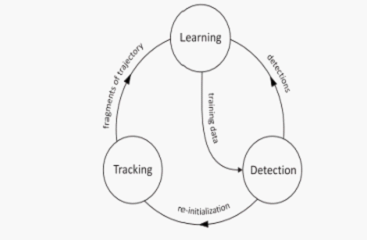 Learning
fragments of trajectory
detections
training data
Tracking
Detection
re-initialization